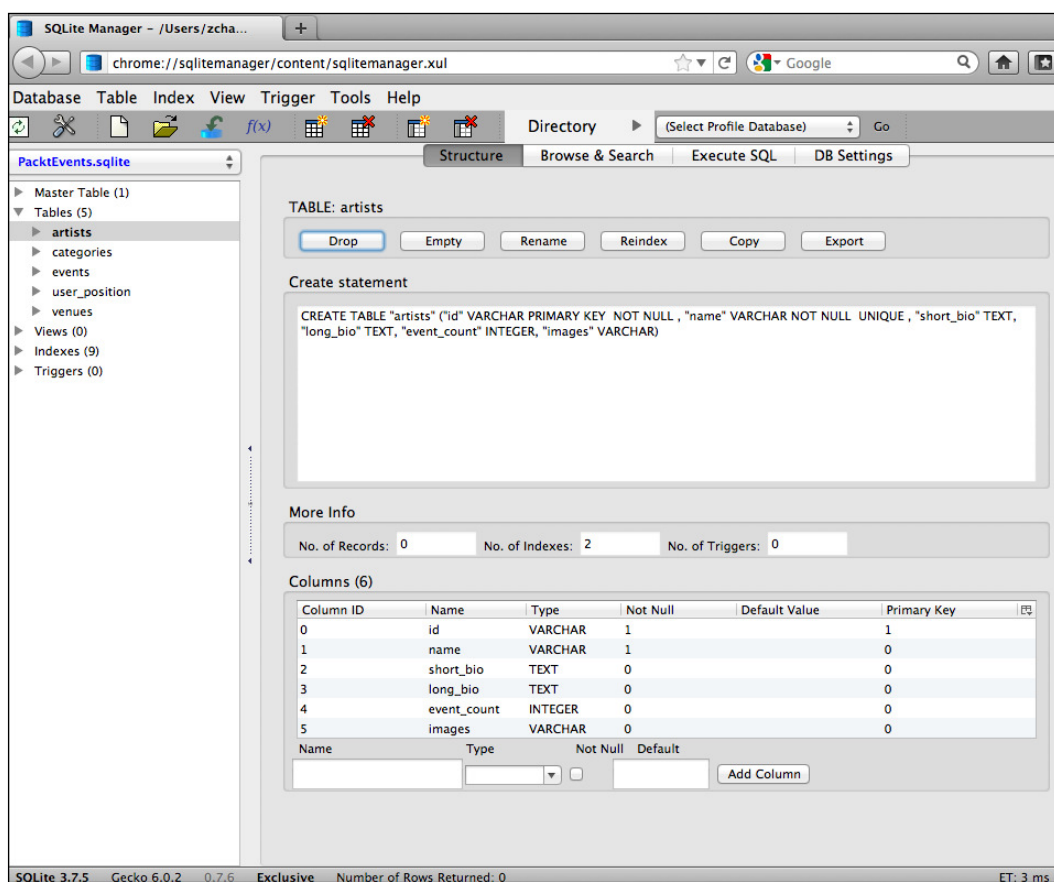 SQLite Manager – /Users/zcha...
+
chrome://sqlitemanager/content/sqlitemanager.xul
Google
Database Table Index View Trigger Tools Help
f(x) Directory (Select Profile Database) Go
PacktEvents.sqlite
Structure Browse & Search Execute SQL DB Settings
Master Table (1)
Tables (5)
artists
categories
events
user_position
venues
Views (0)
Indexes (9)
Triggers (0)
TABLE: artists
Drop Empty Rename Reindex Copy Export
Create statement
CREATE TABLE "artists" ("id" VARCHAR PRIMARY KEY  NOT NULL , "name" VARCHAR NOT NULL  UNIQUE , "short_bio" TEXT,
"long_bio" TEXT, "event_count" INTEGER, "images" VARCHAR)
More Info
No. of Records: 0 No. of Indexes: 2 No. of Triggers: 0
Columns (6)
Column ID Name Type Not Null Default Value Primary Key
0 id VARCHAR 1 1
1 name VARCHAR 1 0
2 short_bio TEXT 0 0
3 long_bio TEXT 0 0
4 event_count INTEGER 0 0
5 images VARCHAR 0 0
Name Type Not Null Default
Add Column
SQLite 3.7.5 Gecko 6.0.2 0.7.6 Exclusive Number of Rows Returned: 0 ET: 3 ms